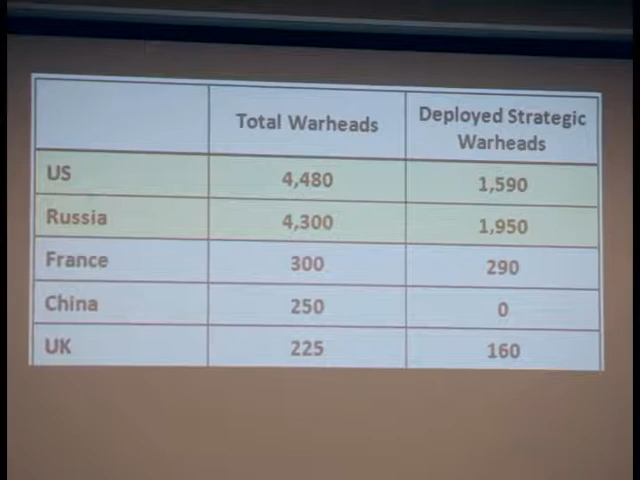 Total Warheads
Deployed Strategic
Warheads
US 4,480 1,590
Russia 4,300 1,950
France 300 290
China 250 0
UK 225 160